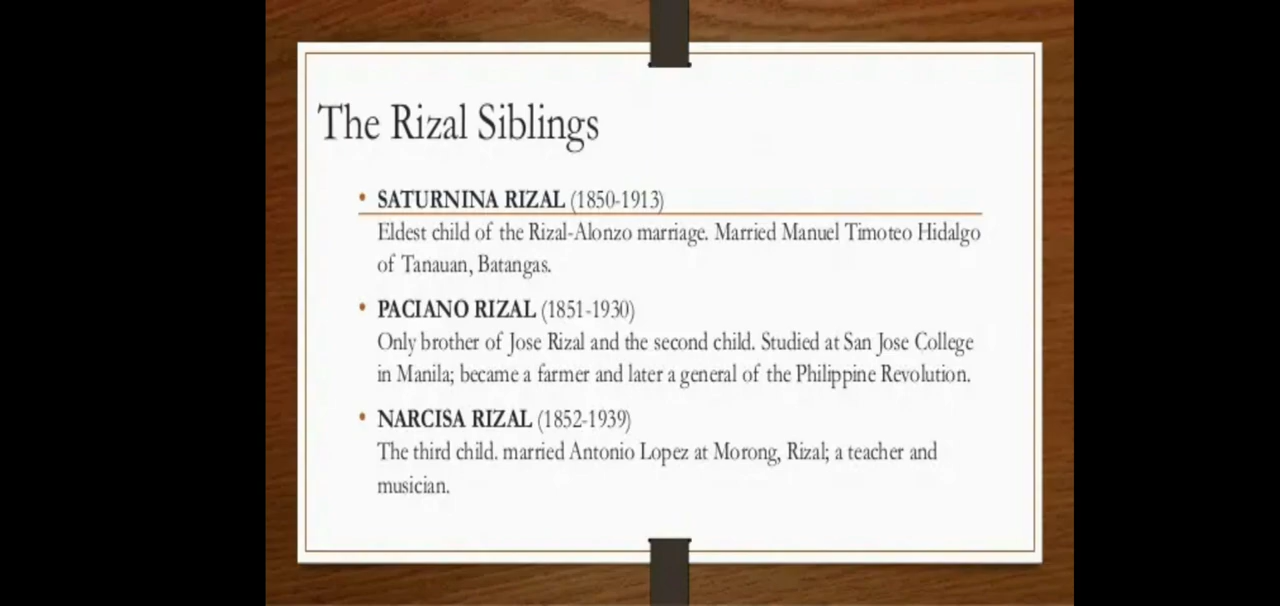 The Rizal Siblings
• SATURNINA RIZAL (1850-1913)
Eldest child of the Rizal-Alonzo marriage. Married Manuel Timoteo Hidalgo
of Tanauan, Batangas.
• PACIANO RIZAL (1851-1930)
Only brother of Jose Rizal and the second child. Studied at San Jose College
in Manila; became a farmer and later a general of the Philippine Revolution.
• NARCISA RIZAL (1852-1939)
The third child. married Antonio Lopez at Morong, Rizal; a teacher and
musician.